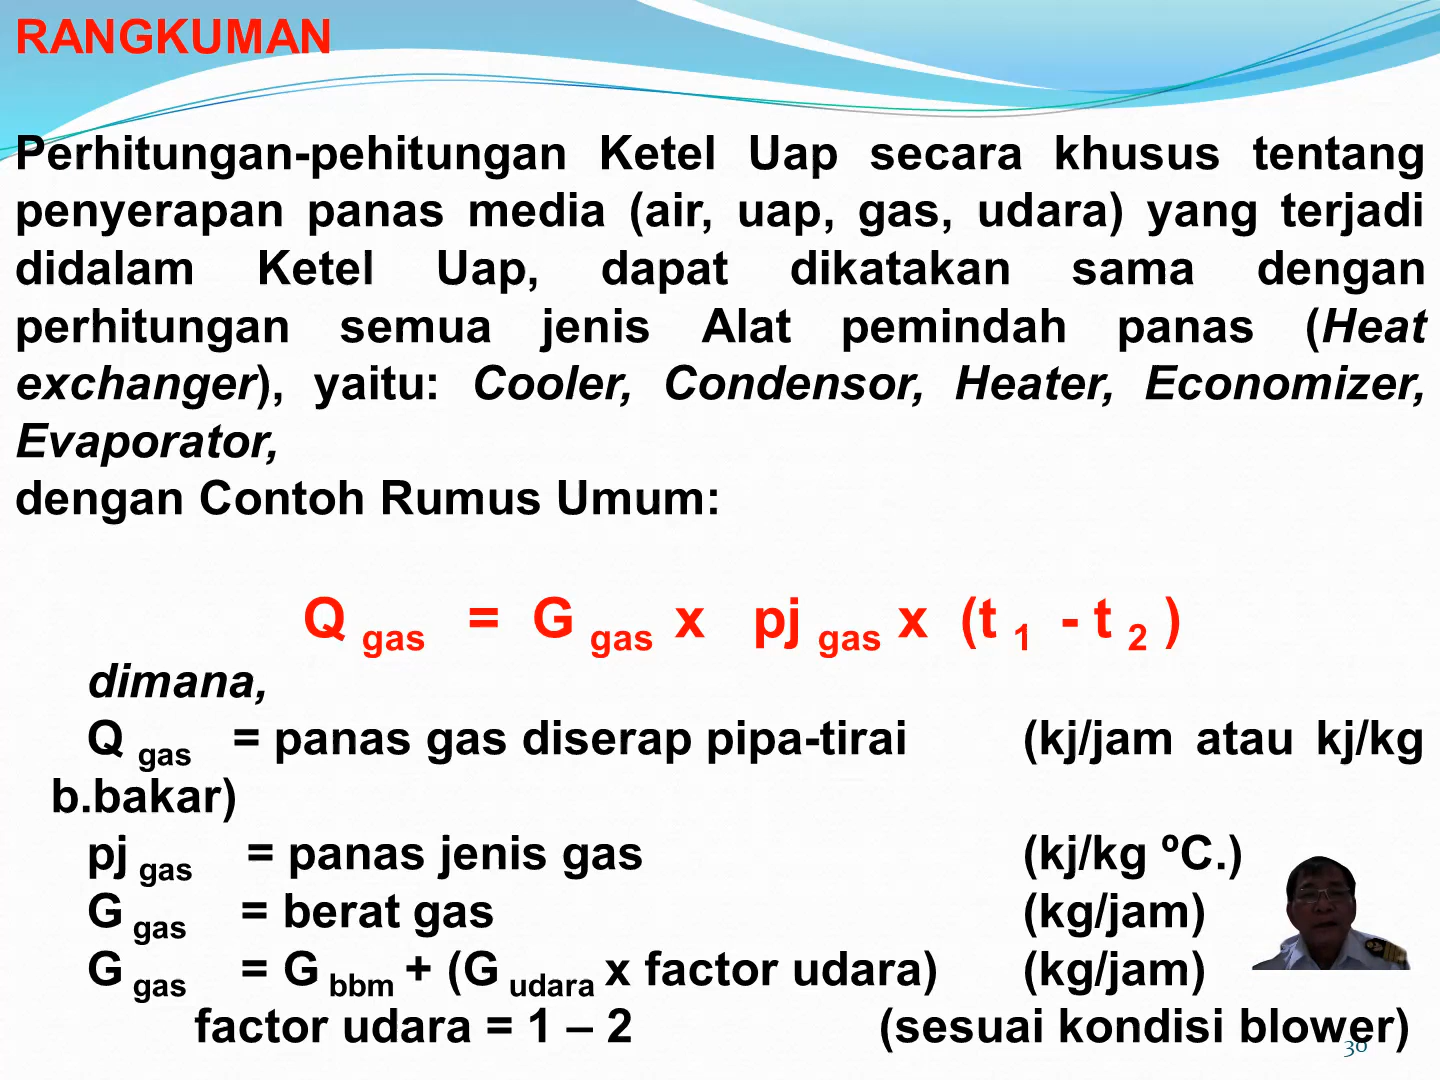 RANGKUMAN
Perhitungan-pehitungan Ketel Uap secara khusus tentang
penyerapan panas media (air, uap, gas, udara) yang terjadi
didalam Ketel Uap, dapat dikatakan sama dengan
perhitungan semua jenis Alat pemindah panas (Heat
exchanger), yaitu: Cooler, Condensor, Heater, Economizer,
Evaporator,
dengan Contoh Rumus Umum:
Q gas = G gas x pj gas x (t 1 - t 2 )
dimana,
Q gas = panas gas diserap pipa-tirai (kj/jam atau kj/kg
b.bakar)
pj gas = panas jenis gas (kj/kg ºC.)
G gas = berat gas (kg/jam)
G gas = G bbm + (G udara x factor udara) (kg/jam)
factor udara = 1 – 2 (sesuai kondisi blower)
30